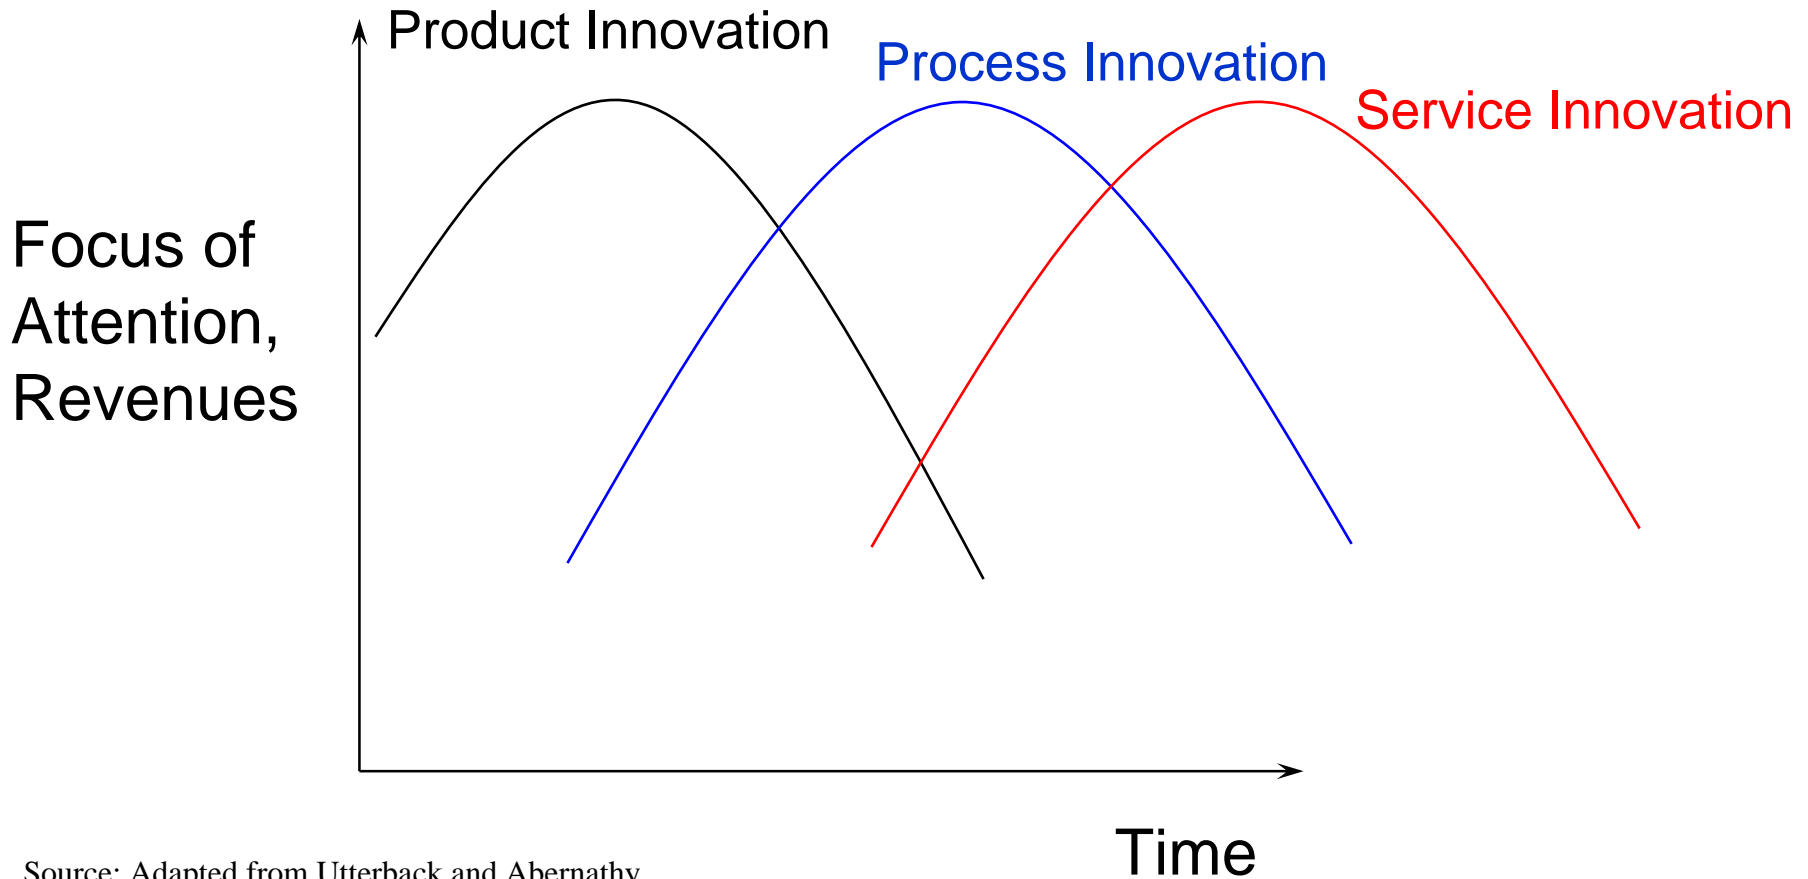 Product Innovation
Process Innovation
Service Innovation
Focus of
Attention,
Revenues
Time
Source: Adapted from Utterback and Abernathy